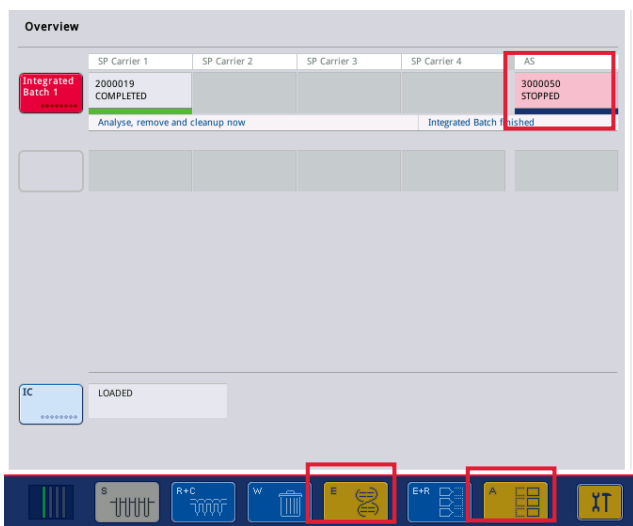 Overview
SP Carrier 1 SP Carrier 2 SP Carrier 3 SP Carrier 4 AS
Integrated
Batch 1
2000019
COMPLETED
3000050
STOPPED
Analyse, remove and cleanup now Integrated Batch finished
IC
LOADED
S R+C W E E+R A